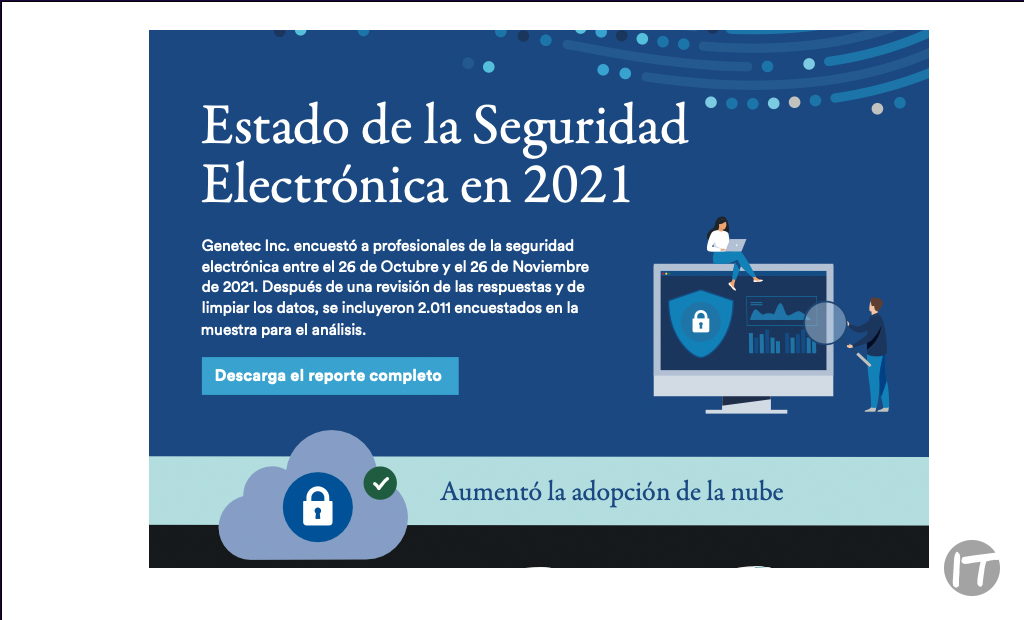 Estado de la Seguridad
Electrónica en 2021
Genetec Inc. encuestó a profesionales de la seguridad
electrónica entre el 26 de Octubre y el 26 de Noviembre
de 2021. Después de una revisión de las respuestas y de
limpiar los datos, se incluyeron 2.011 encuestados en la
muestra para el análisis.
Descarga el reporte completo
Aumentó la adopción de la nube
IT